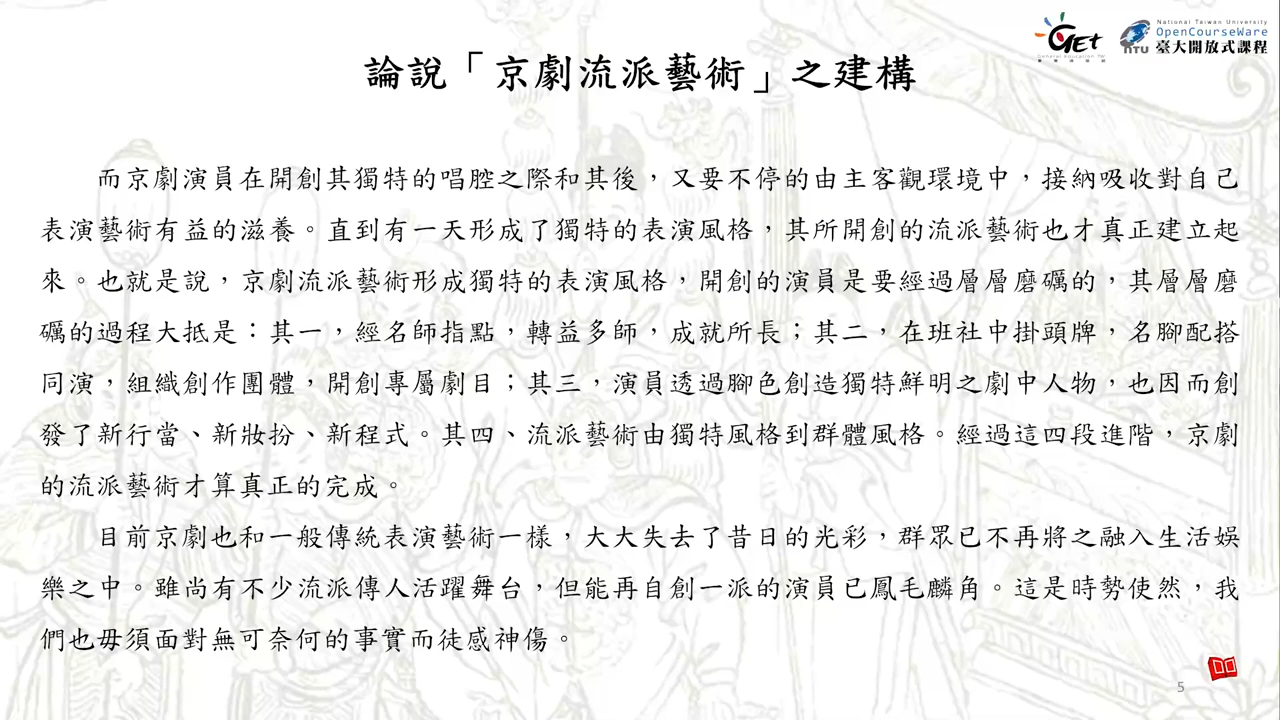 GET
General Education TW
National Taiwan University
OpenCourseWare
NTU 臺大開放式課程
論說「京劇流派藝術」之建構
而京劇演員在開創其獨特的唱腔之際和其後，又要不停的由主客觀環境中，接納吸收對自己
表演藝術有益的滋養。直到有一天形成了獨特的表演風格，其所開創的流派藝術也才真正建立起
來。也就是說，京劇流派藝術形成獨特的表演風格，開創的演員是要經過層層磨礪的，其層層磨
礪的過程大抵是：其一，經名師指點，轉益多師，成就所長；其二，在班社中掛頭牌，名腳配搭
同演，組織創作團體，開創專屬劇目；其三，演員透過腳色創造獨特鮮明之劇中人物，也因而創
發了新行當、新妝扮、新程式。其四、流派藝術由獨特風格到群體風格。經過這四段進階，京劇
的流派藝術才算真正的完成。
目前京劇也和一般傳統表演藝術一樣，大大失去了昔日的光彩，群眾已不再將之融入生活娛
樂之中。雖尚有不少流派傳人活躍舞台，但能再自創一派的演員已鳳毛麟角。這是時勢使然，我
們也毋須面對無可奈何的事實而徒感神傷。
5